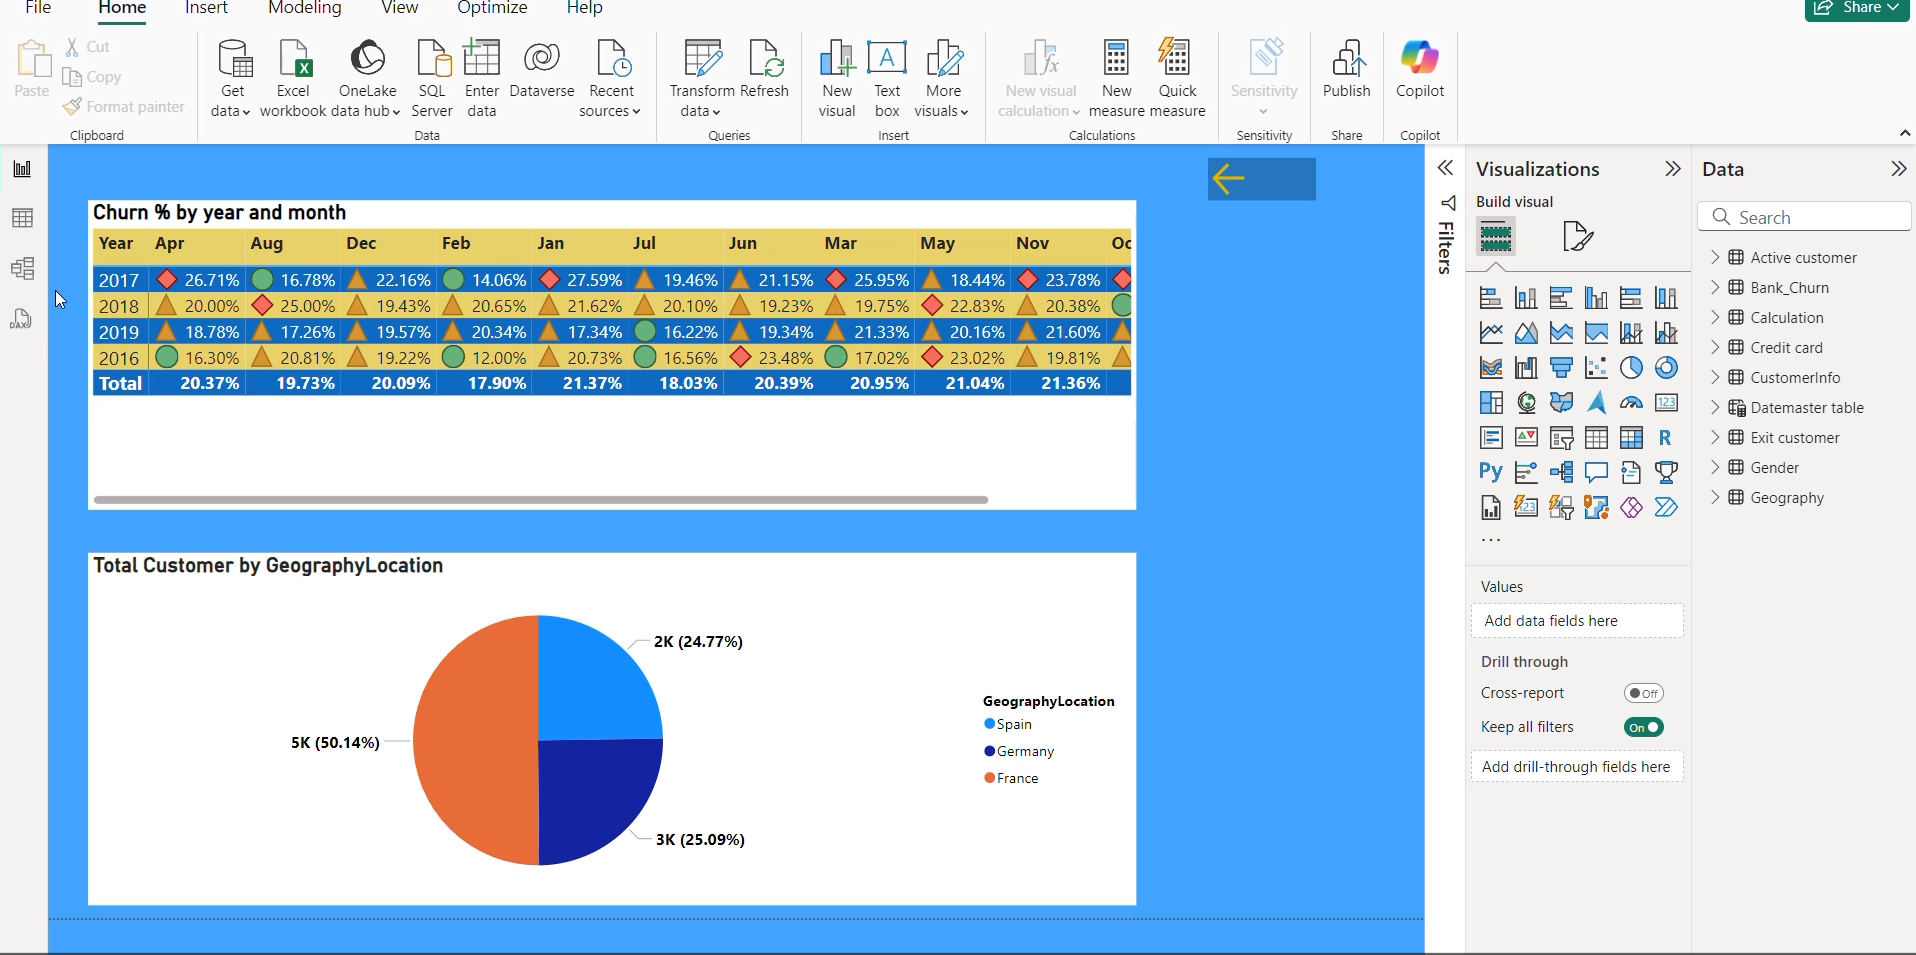 File Home Insert Modeling View Optimize Help Share
Paste Cut
Copy
Format painter
Clipboard
Get data
Excel workbook
OneLake data hub
SQL Server
Enter data
Dataverse
Recent sources
Data
Transform data
Refresh
Queries
New visual
Text box
More visuals
Insert
New visual calculation
New measure
Quick measure
Calculations
Sensitivity
Sensitivity
Publish
Share
Copilot
Copilot
Churn % by year and month
Year Apr Aug Dec Feb Jan Jul Jun Mar May Nov Oc
2017 26.71% 16.78% 22.16% 14.06% 27.59% 19.46% 21.15% 25.95% 18.44% 23.78%
2018 20.00% 25.00% 19.43% 20.65% 21.62% 20.10% 19.23% 19.75% 22.83% 20.38%
2019 18.78% 17.26% 19.57% 20.34% 17.34% 16.22% 19.34% 21.33% 20.16% 21.60%
2016 16.30% 20.81% 19.22% 12.00% 20.73% 16.56% 23.48% 17.02% 23.02% 19.81%
Total 20.37% 19.73% 20.09% 17.90% 21.37% 18.03% 20.39% 20.95% 21.04% 21.36%
Total Customer by GeographyLocation
2K (24.77%)
5K (50.14%)
3K (25.09%)
GeographyLocation
Spain
Germany
France
Filters
Visualizations
Build visual
123
R
Py
123
...
Values
Add data fields here
Drill through
Cross-report Off
Keep all filters On
Add drill-through fields here
Data
Search
Active customer
Bank_Churn
Calculation
Credit card
CustomerInfo
Datemaster table
Exit customer
Gender
Geography
DAX